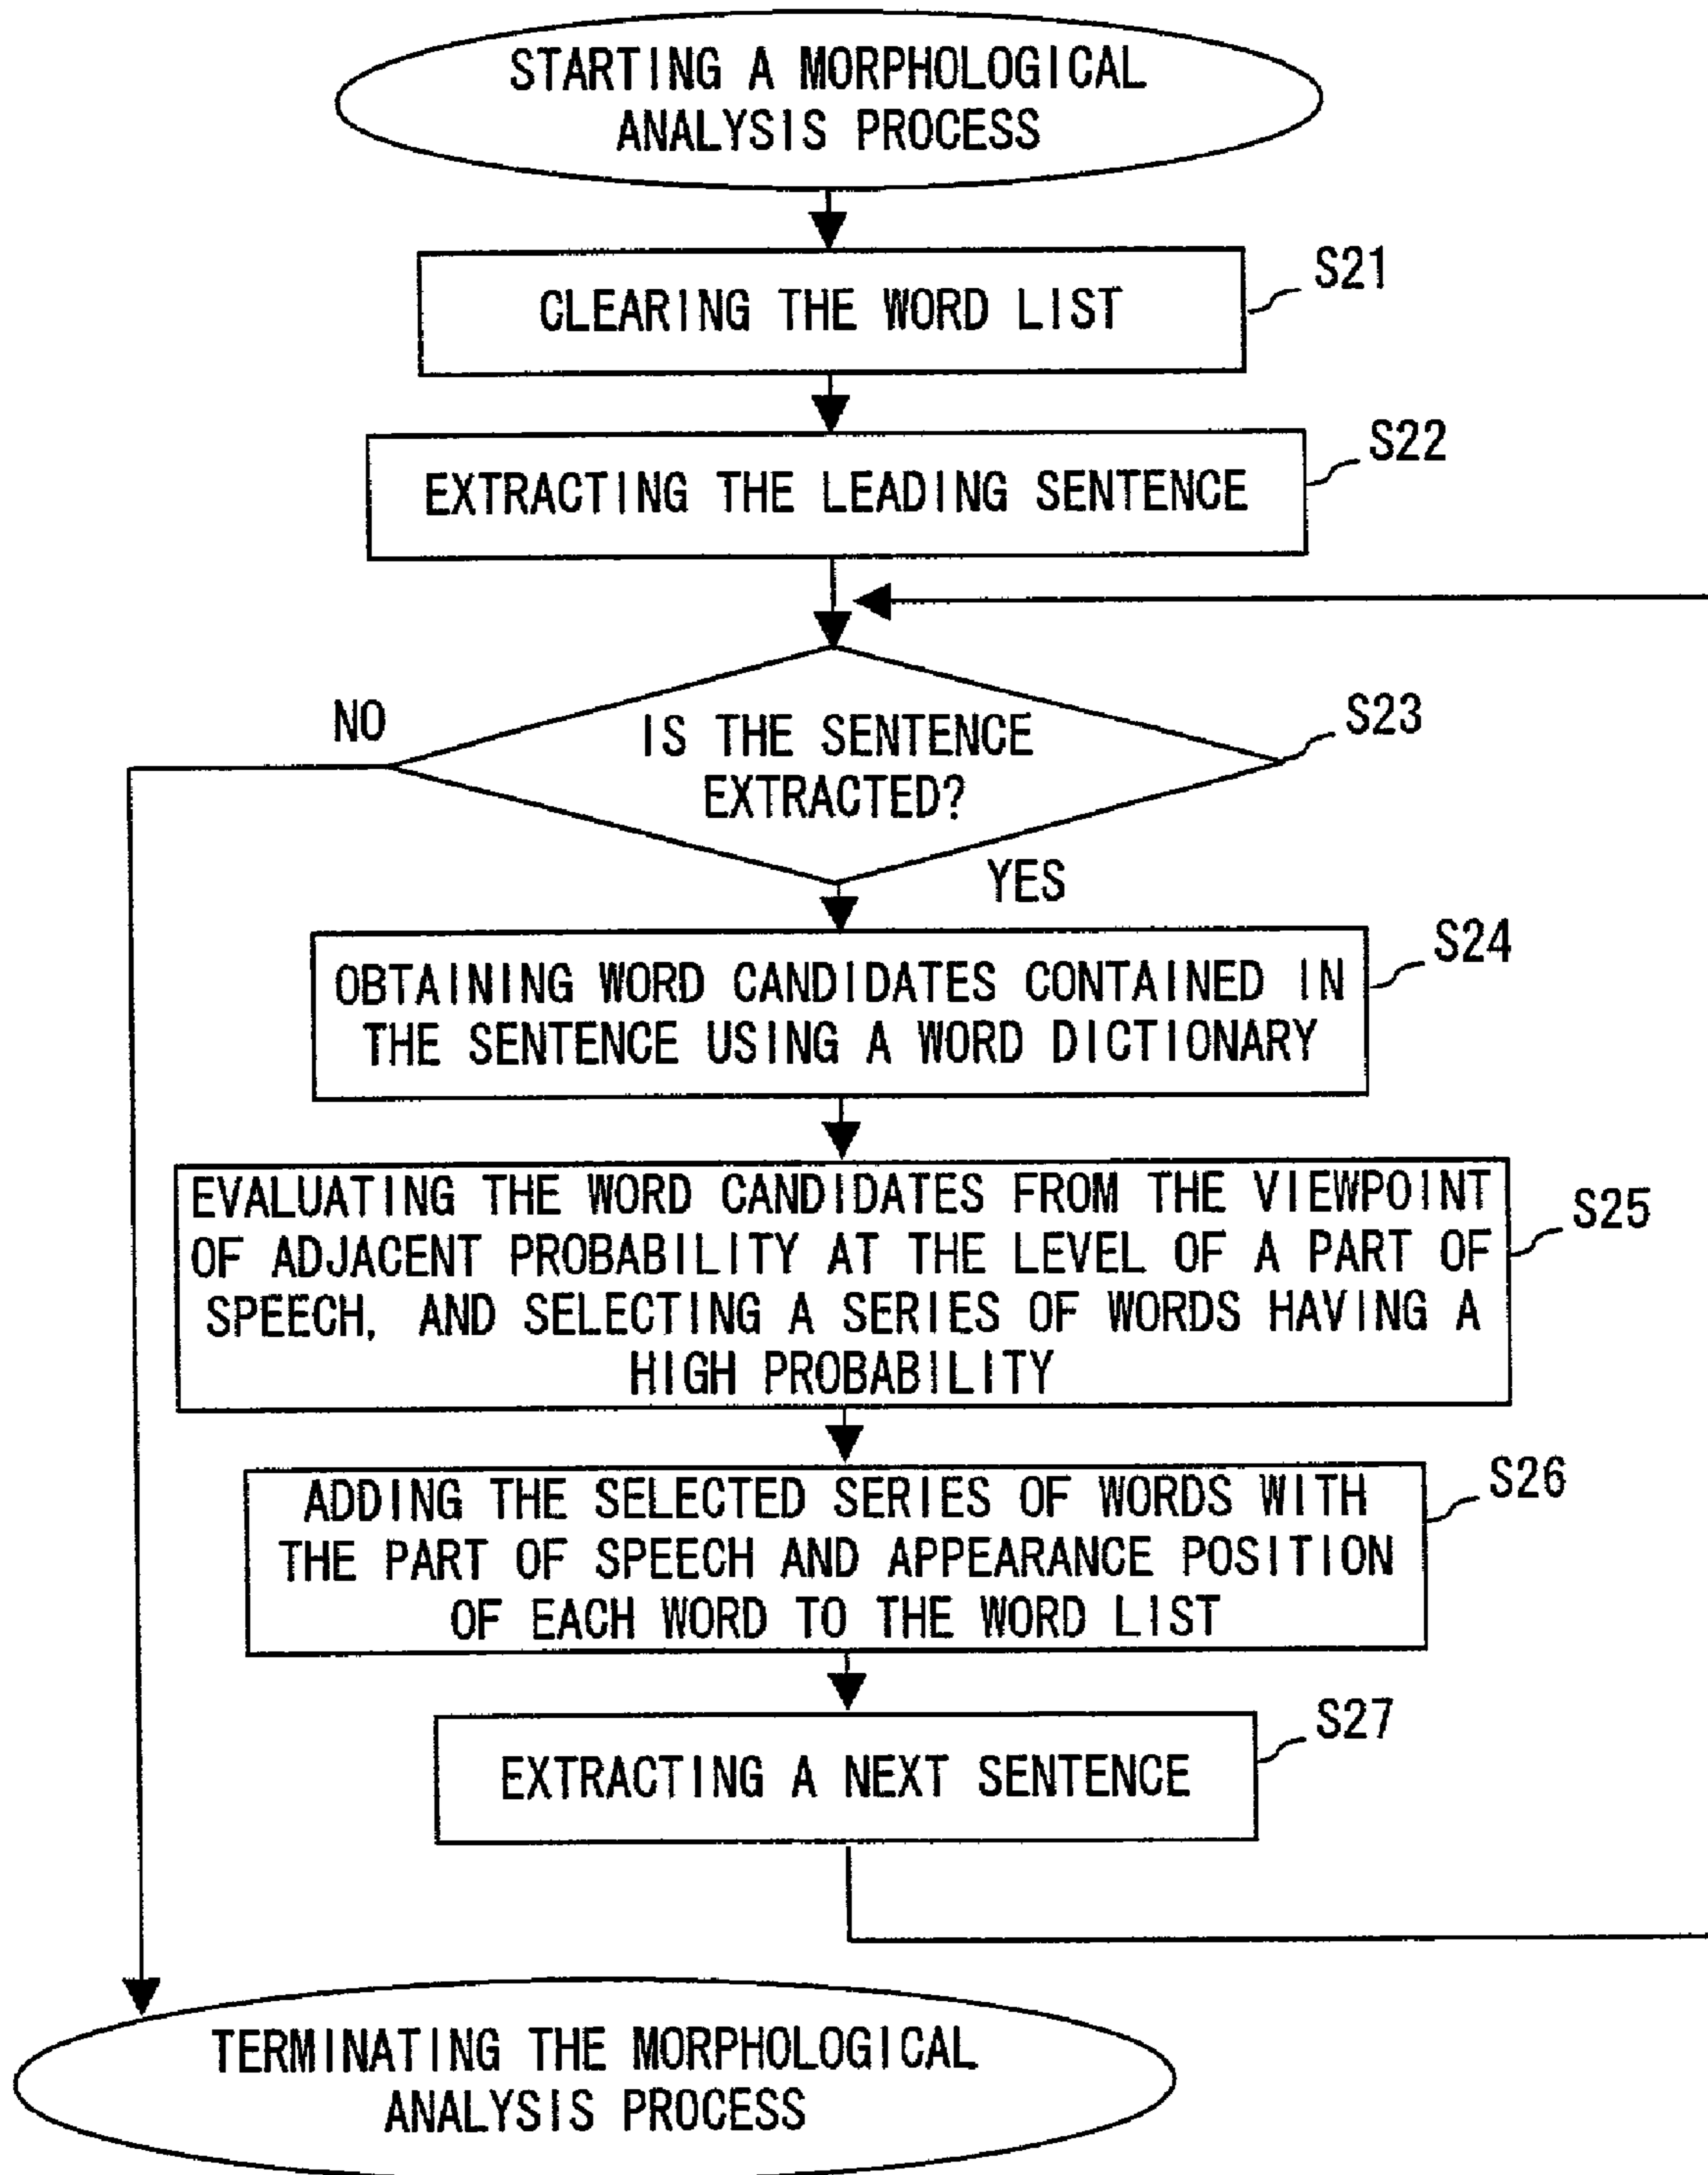 STARTING A MORPHOLOGICAL
ANALYSIS PROCESS
S21
CLEARING THE WORD LIST
S22
EXTRACTING THE LEADING SENTENCE
NO
S23
IS THE SENTENCE
EXTRACTED?
YES
S24
OBTAINING WORD CANDIDATES CONTAINED IN
THE SENTENCE USING A WORD DICTIONARY
S25
EVALUATING THE WORD CANDIDATES FROM THE VIEWPOINT
OF ADJACENT PROBABILITY AT THE LEVEL OF A PART OF
SPEECH, AND SELECTING A SERIES OF WORDS HAVING A
HIGH PROBABILITY
S26
ADDING THE SELECTED SERIES OF WORDS WITH
THE PART OF SPEECH AND APPEARANCE POSITION
OF EACH WORD TO THE WORD LIST
S27
EXTRACTING A NEXT SENTENCE
TERMINATING THE MORPHOLOGICAL
ANALYSIS PROCESS